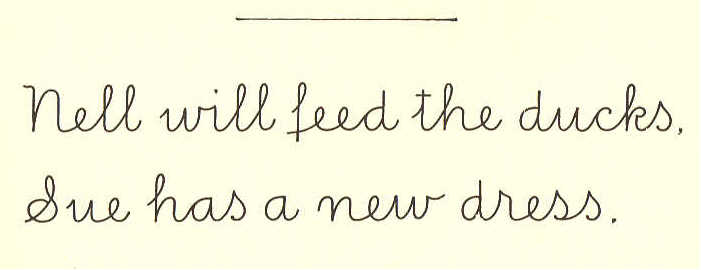 Nell will feed the ducks.
Sue has a new dress.